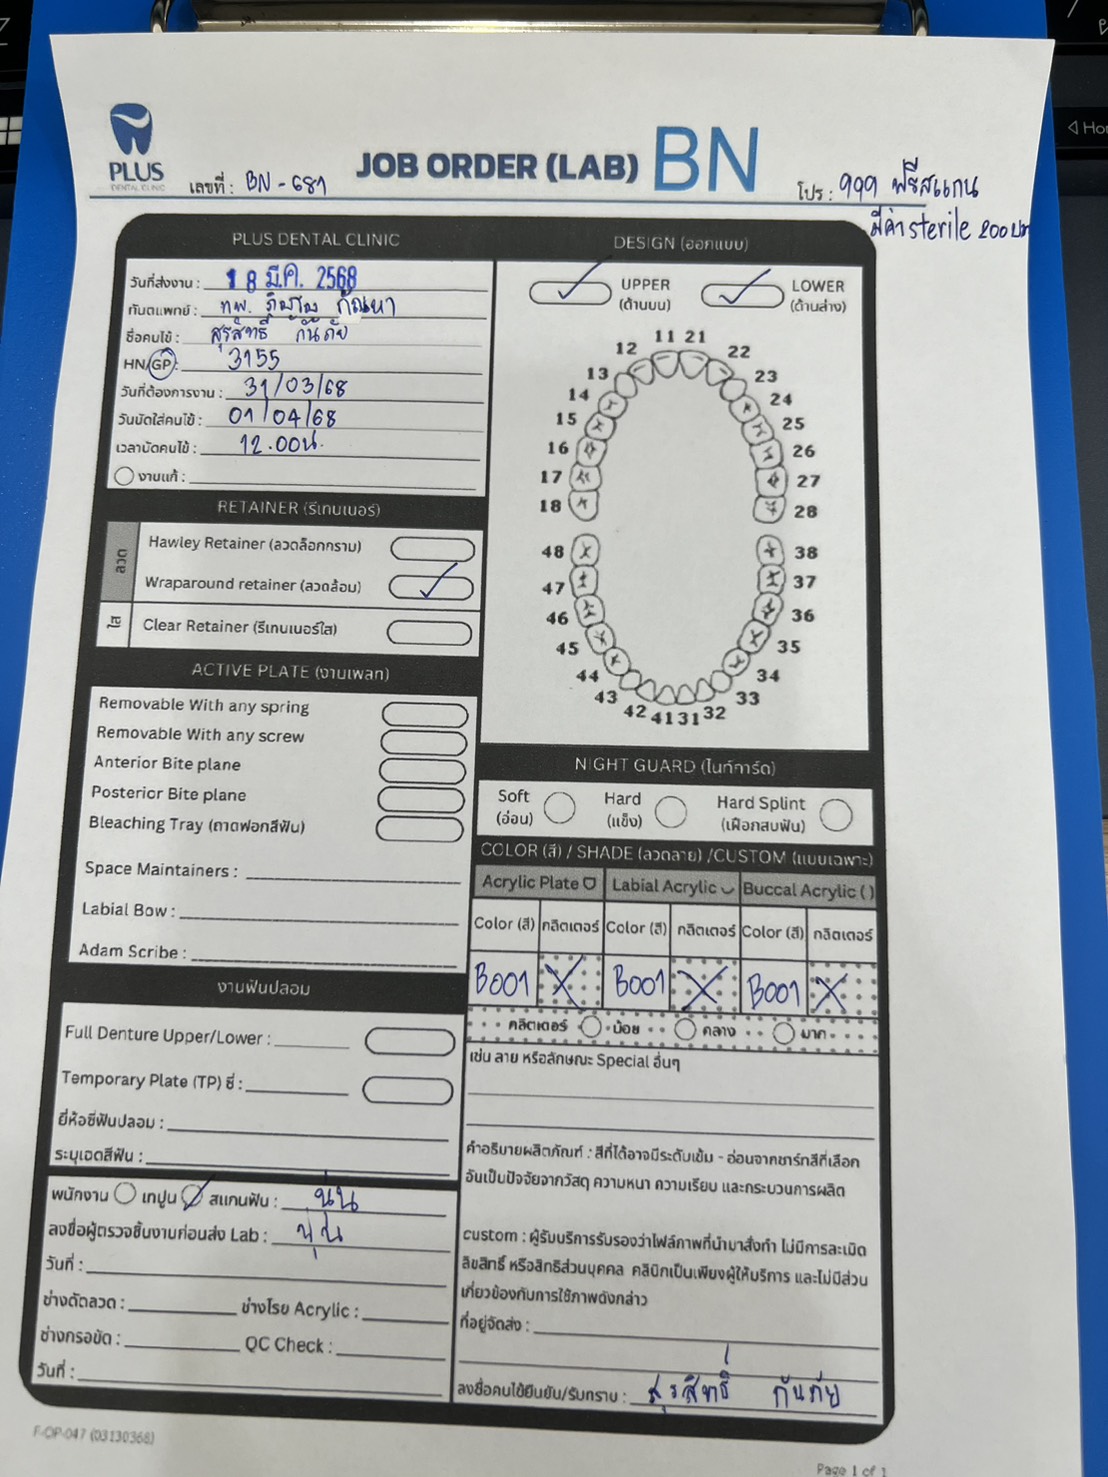 PLUS
DENTAL CLINIC
เลขที่ : BN - 681
JOB ORDER (LAB) BN
โปร : 999 ฟรีสแกน
มีค่า sterile 200 บาท
PLUS DENTAL CLINIC
วันที่ส่งงาน : 18 มี.ค. 2568
ทันตแพทย์ : ทพ. กัณหา
ชื่อคนไข้ : สุรสิทธิ์ กันภัย
HN/GP : 3155
วันที่ต้องการงาน : 31/03/68
วันนัดใส่คนไข้ : 01/04/68
เวลานัดคนไข้ : 12.00น.
งานแก้ :
RETAINER (รีเทนเนอร์)
ลวด
Hawley Retainer (ลวดล็อกกราม)
Wraparound retainer (ลวดล้อม)
ใส
Clear Retainer (รีเทนเนอร์ใส)
ACTIVE PLATE (งานเพลท)
Removable With any spring
Removable With any screw
Anterior Bite plane
Posterior Bite plane
Bleaching Tray (ถาดฟอกสีฟัน)
Space Maintainers :
Labial Bow :
Adam Scribe :
งานฟันปลอม
Full Denture Upper/Lower :
Temporary Plate (TP) ซี่ :
ยี่ห้อซี่ฟันปลอม :
ระบุเฉดสีฟัน :
พนักงาน เทปูน สแกนฟัน : นุ่น
ลงชื่อผู้ตรวจชิ้นงานก่อนส่ง Lab : นุ่น
วันที่ :
ช่างดัดลวด : ช่างโรย Acrylic :
ช่างกรอขัด : QC Check :
วันที่ :
DESIGN (ออกแบบ)
UPPER
(ด้านบน)
LOWER
(ด้านล่าง)
11 21
12 22
13 23
14 24
15 25
16 26
17 27
18 28
48 38
47 37
46 36
45 35
44 34
43 33
42 41 31 32
NIGHT GUARD (ไนท์การ์ด)
Soft
(อ่อน)
Hard
(แข็ง)
Hard Splint
(เฝือกสบฟัน)
COLOR (สี) / SHADE (ลวดลาย) /CUSTOM (แบบเฉพาะ)
Acrylic Plate Labial Acrylic Buccal Acrylic ( )
Color (สี) กลิตเตอร์ Color (สี) กลิตเตอร์ Color (สี) กลิตเตอร์
B001 X B001 X B001 X
กลิตเตอร์ น้อย กลาง มาก
เช่น ลาย หรือลักษณะ Special อื่นๆ
คำอธิบายผลิตภัณฑ์ : สีที่ได้อาจมีระดับเข้ม - อ่อนจากชาร์ทสีที่เลือก
อันเป็นปัจจัยจากวัสดุ ความหนา ความเรียบ และกระบวนการผลิต
custom : ผู้รับบริการรับรองว่าไฟล์ภาพที่นำมาสั่งทำ ไม่มีการละเมิด
ลิขสิทธิ์ หรือสิทธิส่วนบุคคล คลินิกเป็นเพียงผู้ให้บริการ และไม่มีส่วน
เกี่ยวข้องกับการใช้ภาพดังกล่าว
ที่อยู่จัดส่ง :
ลงชื่อคนไข้ยืนยัน/รับทราบ : สุรสิทธิ์ กันภัย
F-OP-047 (03130368)
Page 1 of 1